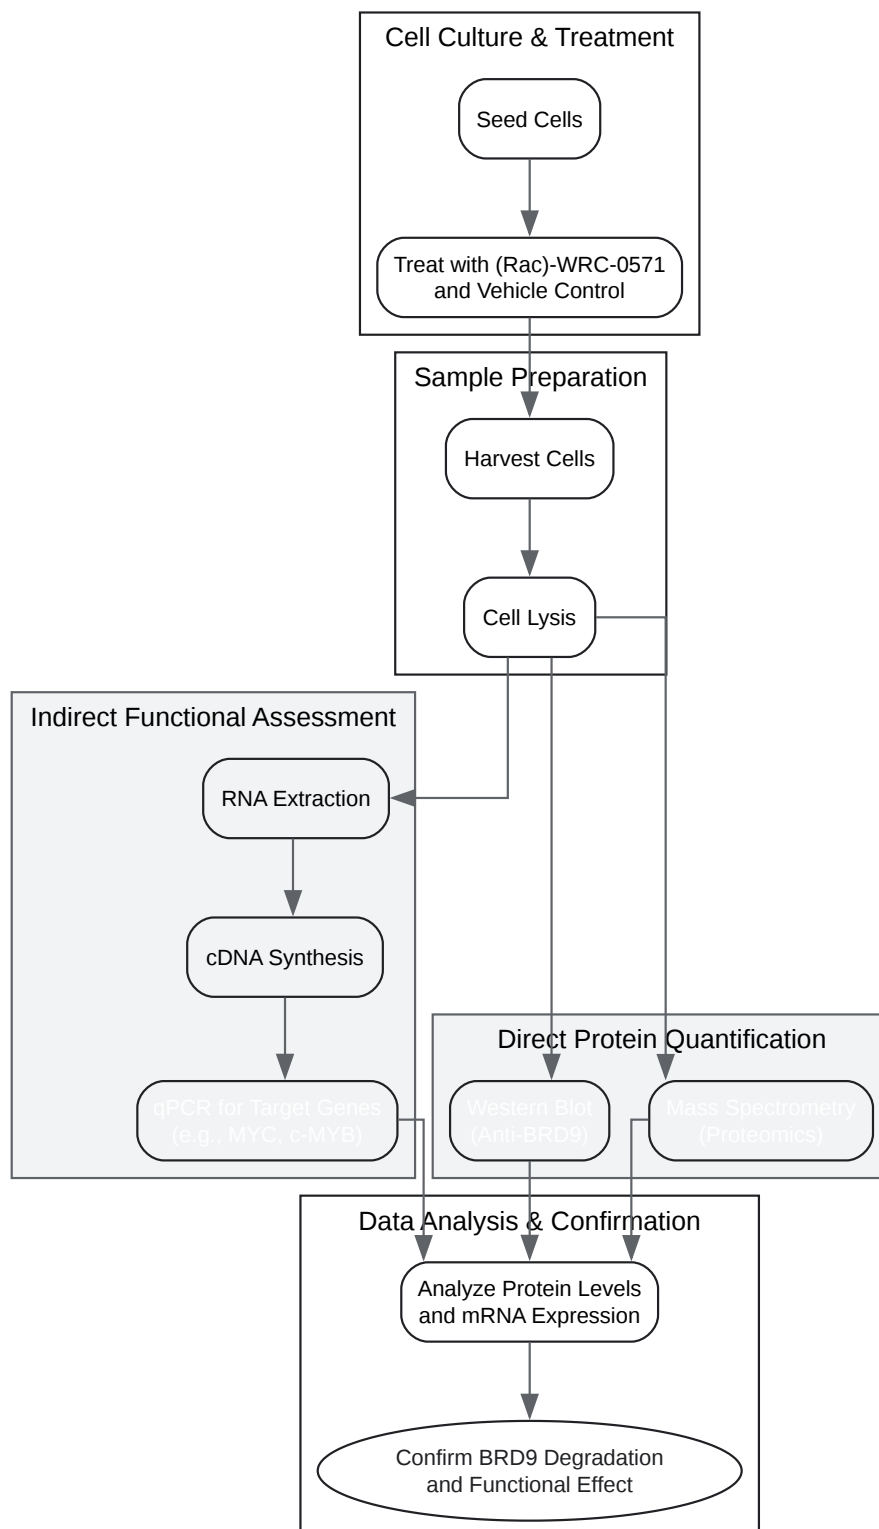 Cell Culture & Treatment
Seed Cells
Treat with (Rac)-WRC-0571
and Vehicle Control
Sample Preparation
Harvest Cells
Cell Lysis
Indirect Functional Assessment
RNA Extraction
cDNA Synthesis
qPCR for Target Genes
(e.g., MYC, c-MYB)
Direct Protein Quantification
Western Blot
(Anti-BRD9)
Mass Spectrometry
(Proteomics)
Data Analysis & Confirmation
Analyze Protein Levels
and mRNA Expression
Confirm BRD9 Degradation
and Functional Effect